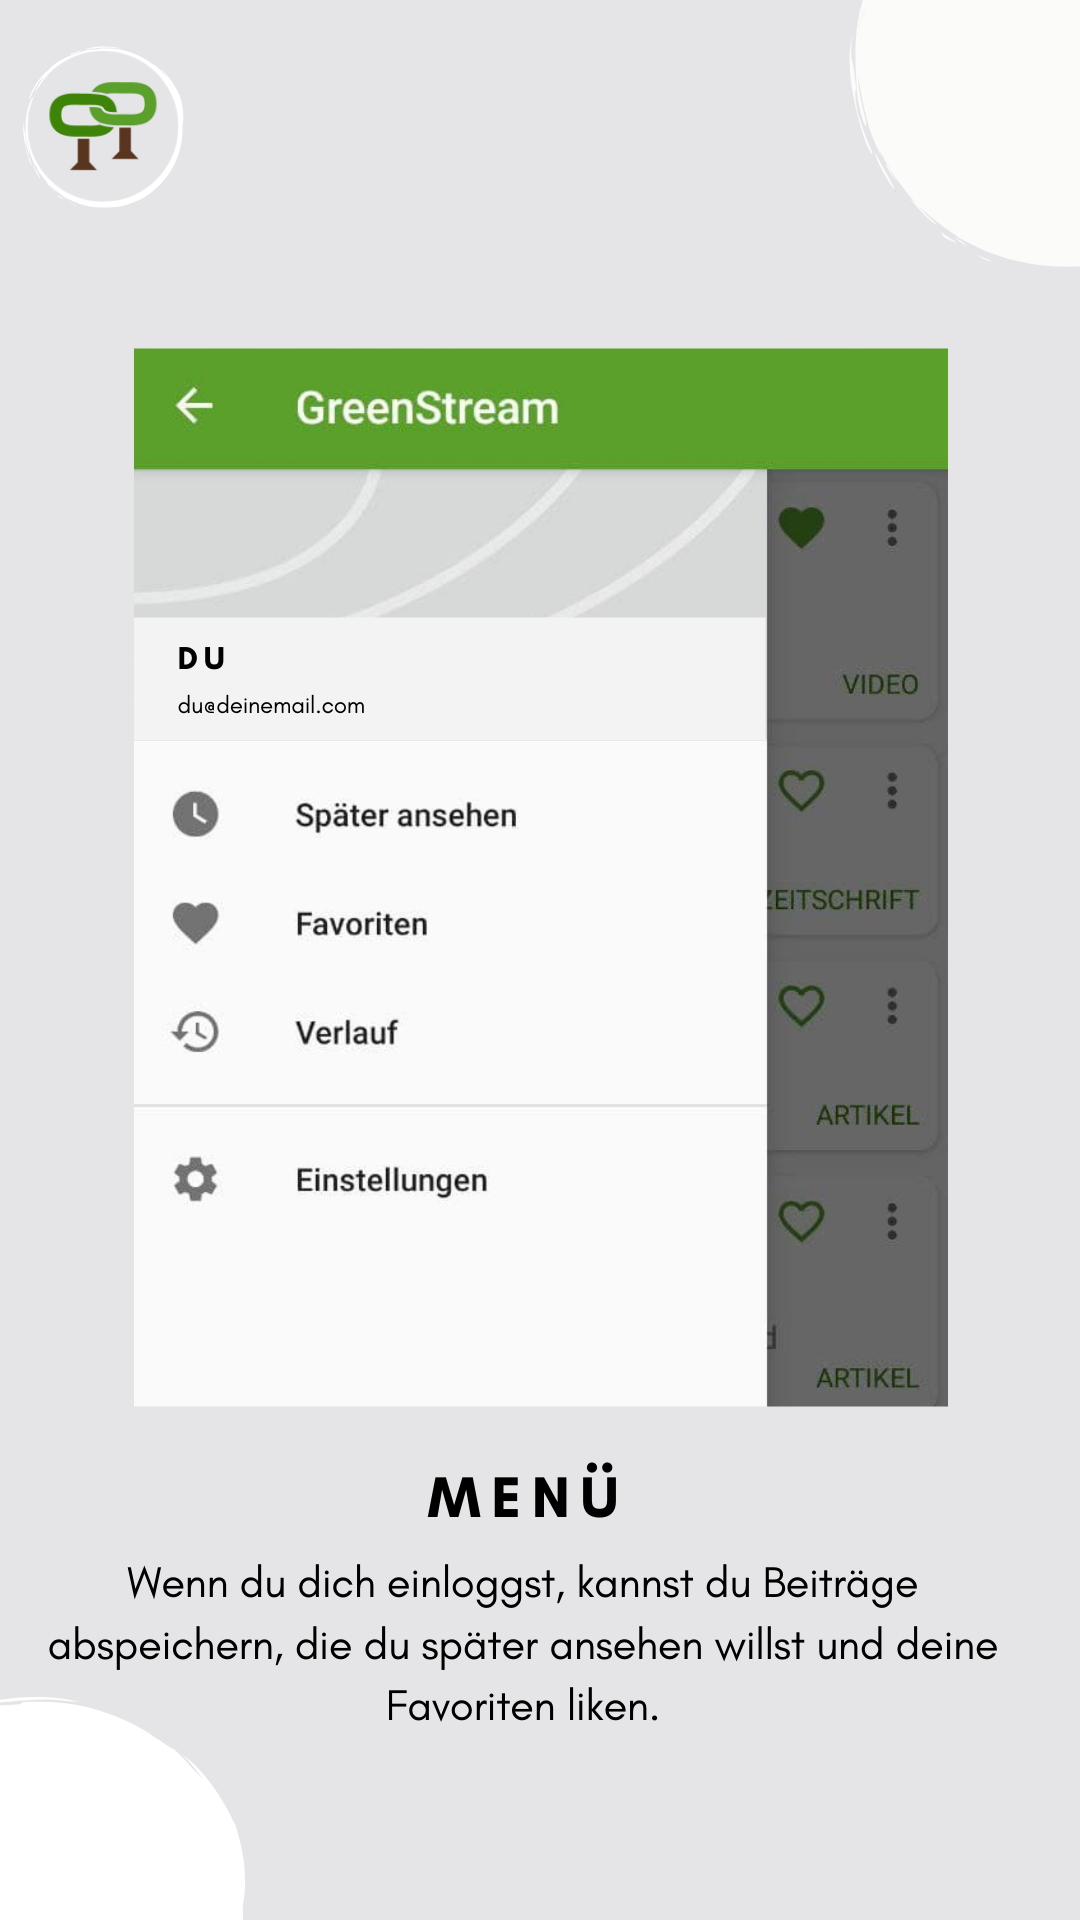 GreenStream
DU
du@deinemail.com
VIDEO
Später ansehen
ZEITSCHRIFT
Favoriten
Verlauf
ARTIKEL
Einstellungen
d
ARTIKEL
MENÜ
Wenn du dich einloggst, kannst du Beiträge
abspeichern, die du später ansehen willst und deine
Favoriten liken.